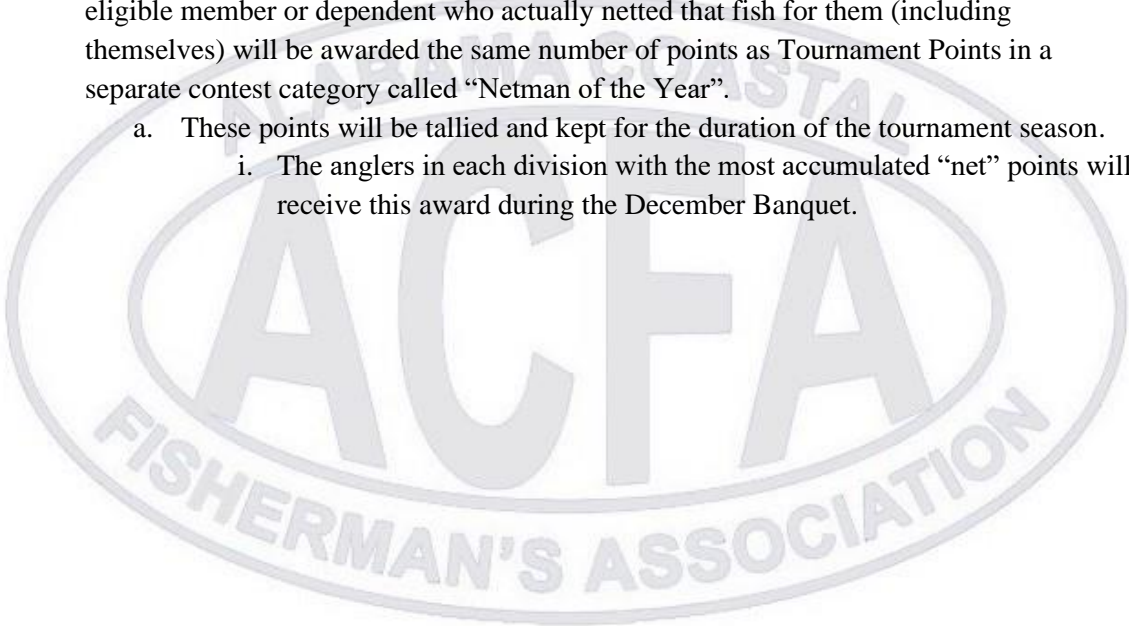 eligible member or dependent who actually netted that fish for them (including
themselves) will be awarded the same number of points as Tournament Points in a
separate contest category called “Netman of the Year”.
a. These points will be tallied and kept for the duration of the tournament season.
i. The anglers in each division with the most accumulated “net” points will
receive this award during the December Banquet.
ALABAMA COASTAL
ACFA
FISHERMAN'S ASSOCIATION